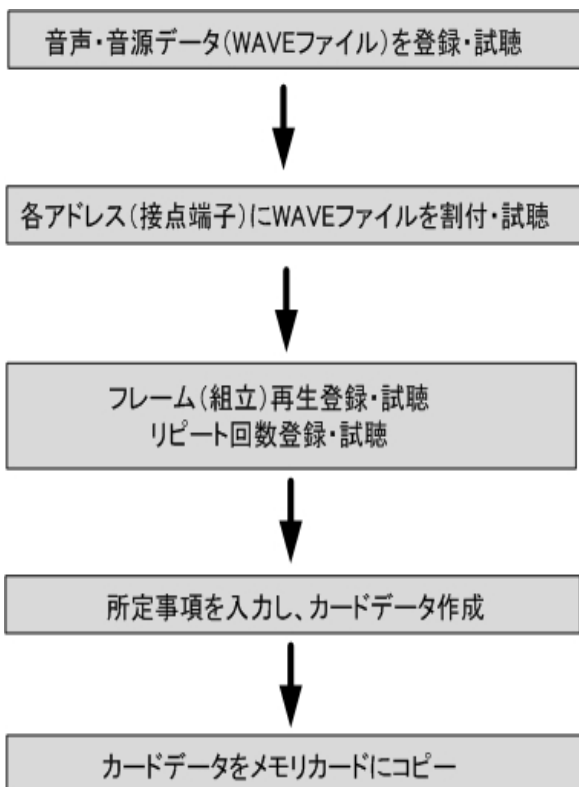 音声・音源データ(WAVEファイル)を登録・試聴
各アドレス(接点端子)にWAVEファイルを割付・試聴
フレーム(組立)再生登録・試聴
リピート回数登録・試聴
所定事項を入力し、カードデータ作成
カードデータをメモリカードにコピー